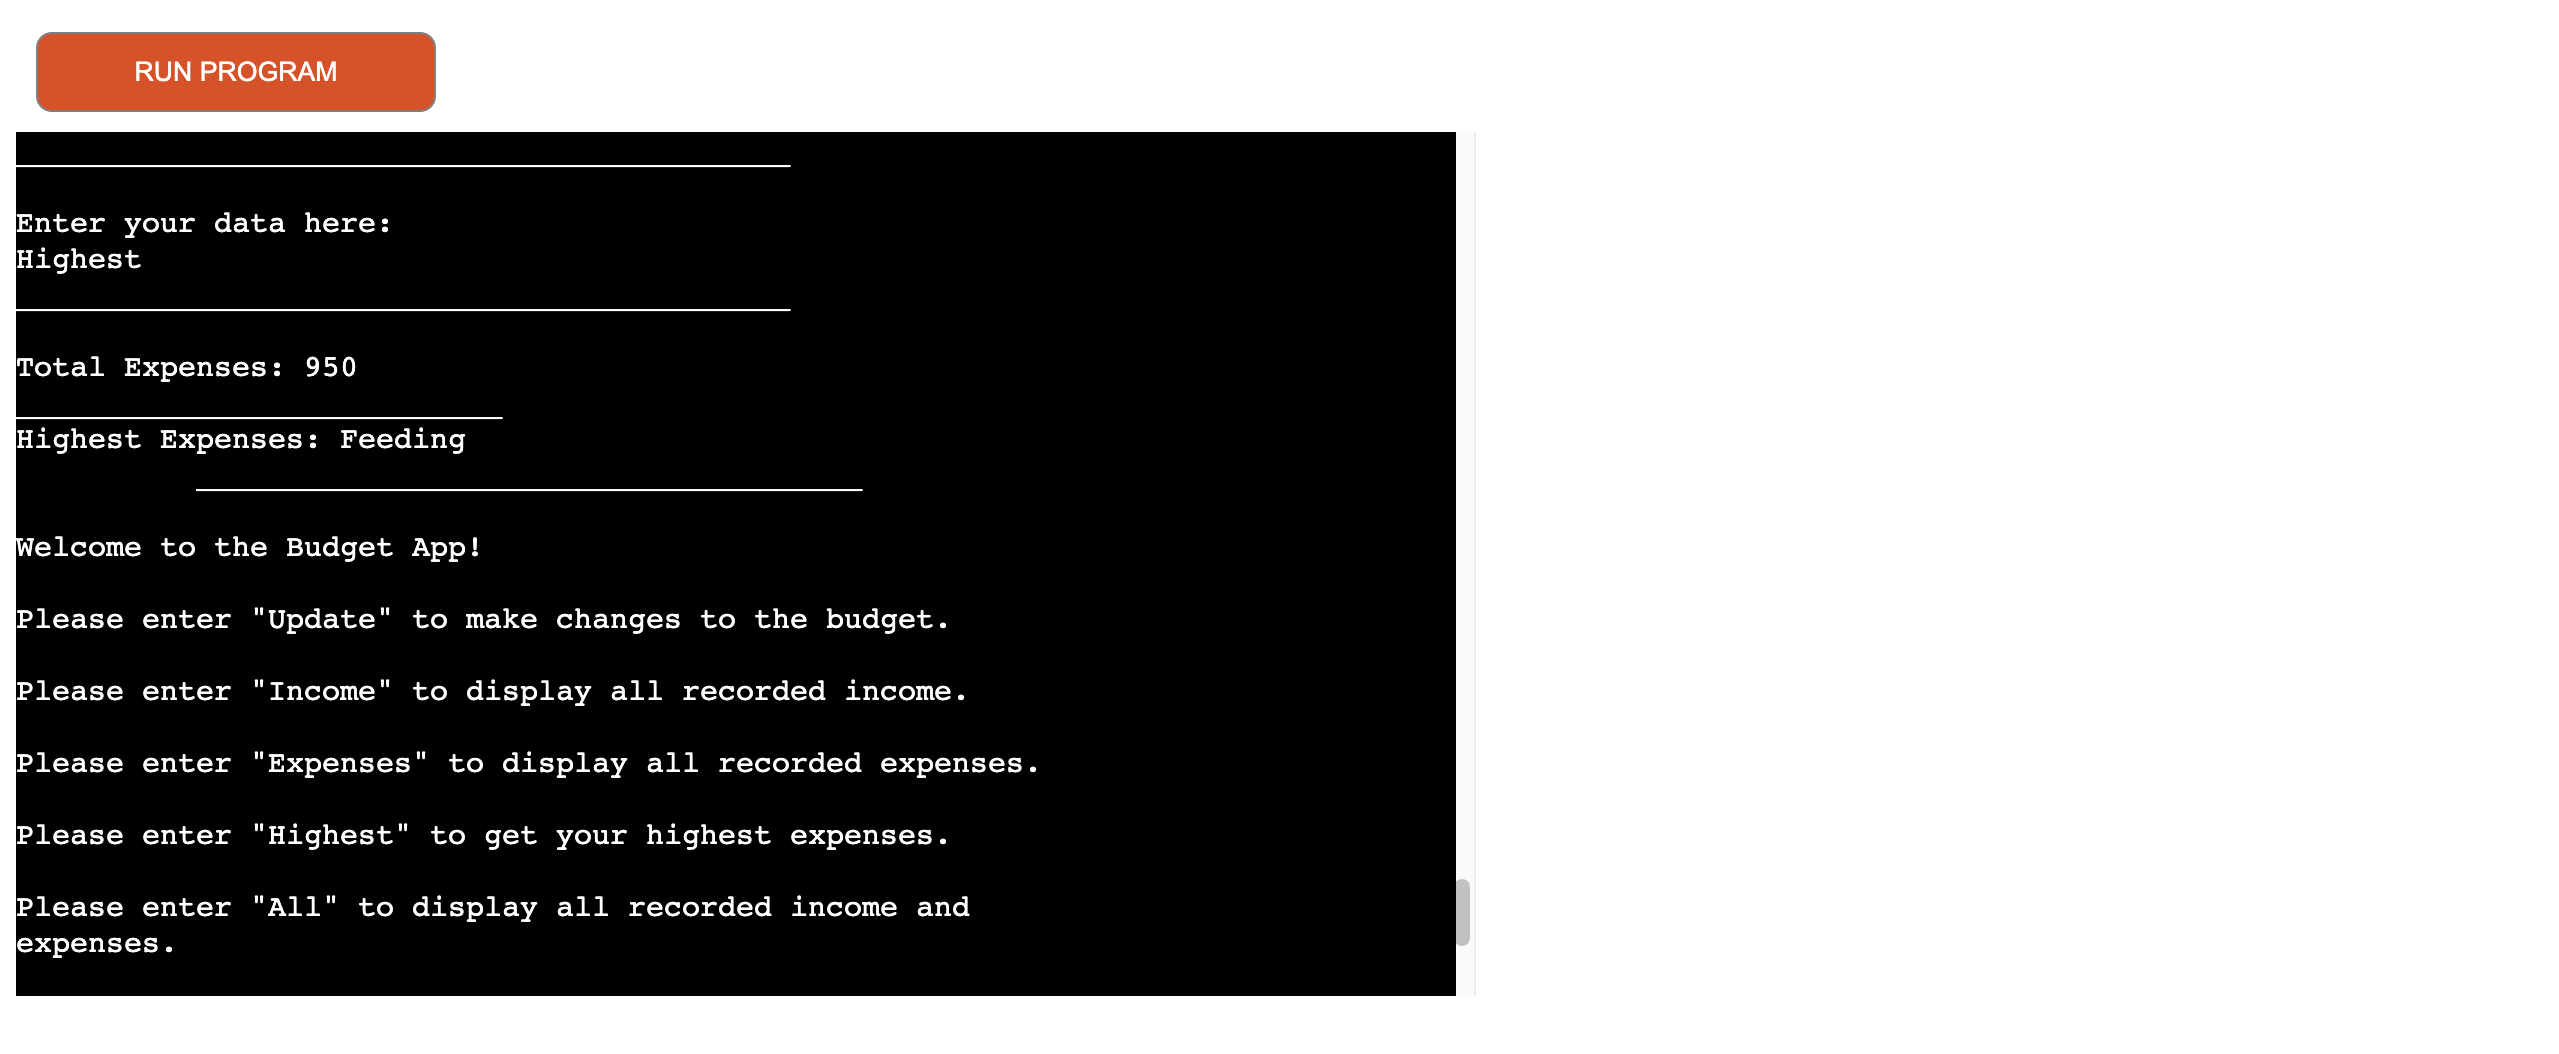 RUN PROGRAM
Enter your data here:
Highest
Total Expenses: 950
Highest Expenses: Feeding
Welcome to the Budget App!
Please enter "Update" to make changes to the budget.
Please enter "Income" to display all recorded income.
Please enter "Expenses" to display all recorded expenses.
Please enter "Highest" to get your highest expenses.
Please enter "All" to display all recorded income and
expenses.